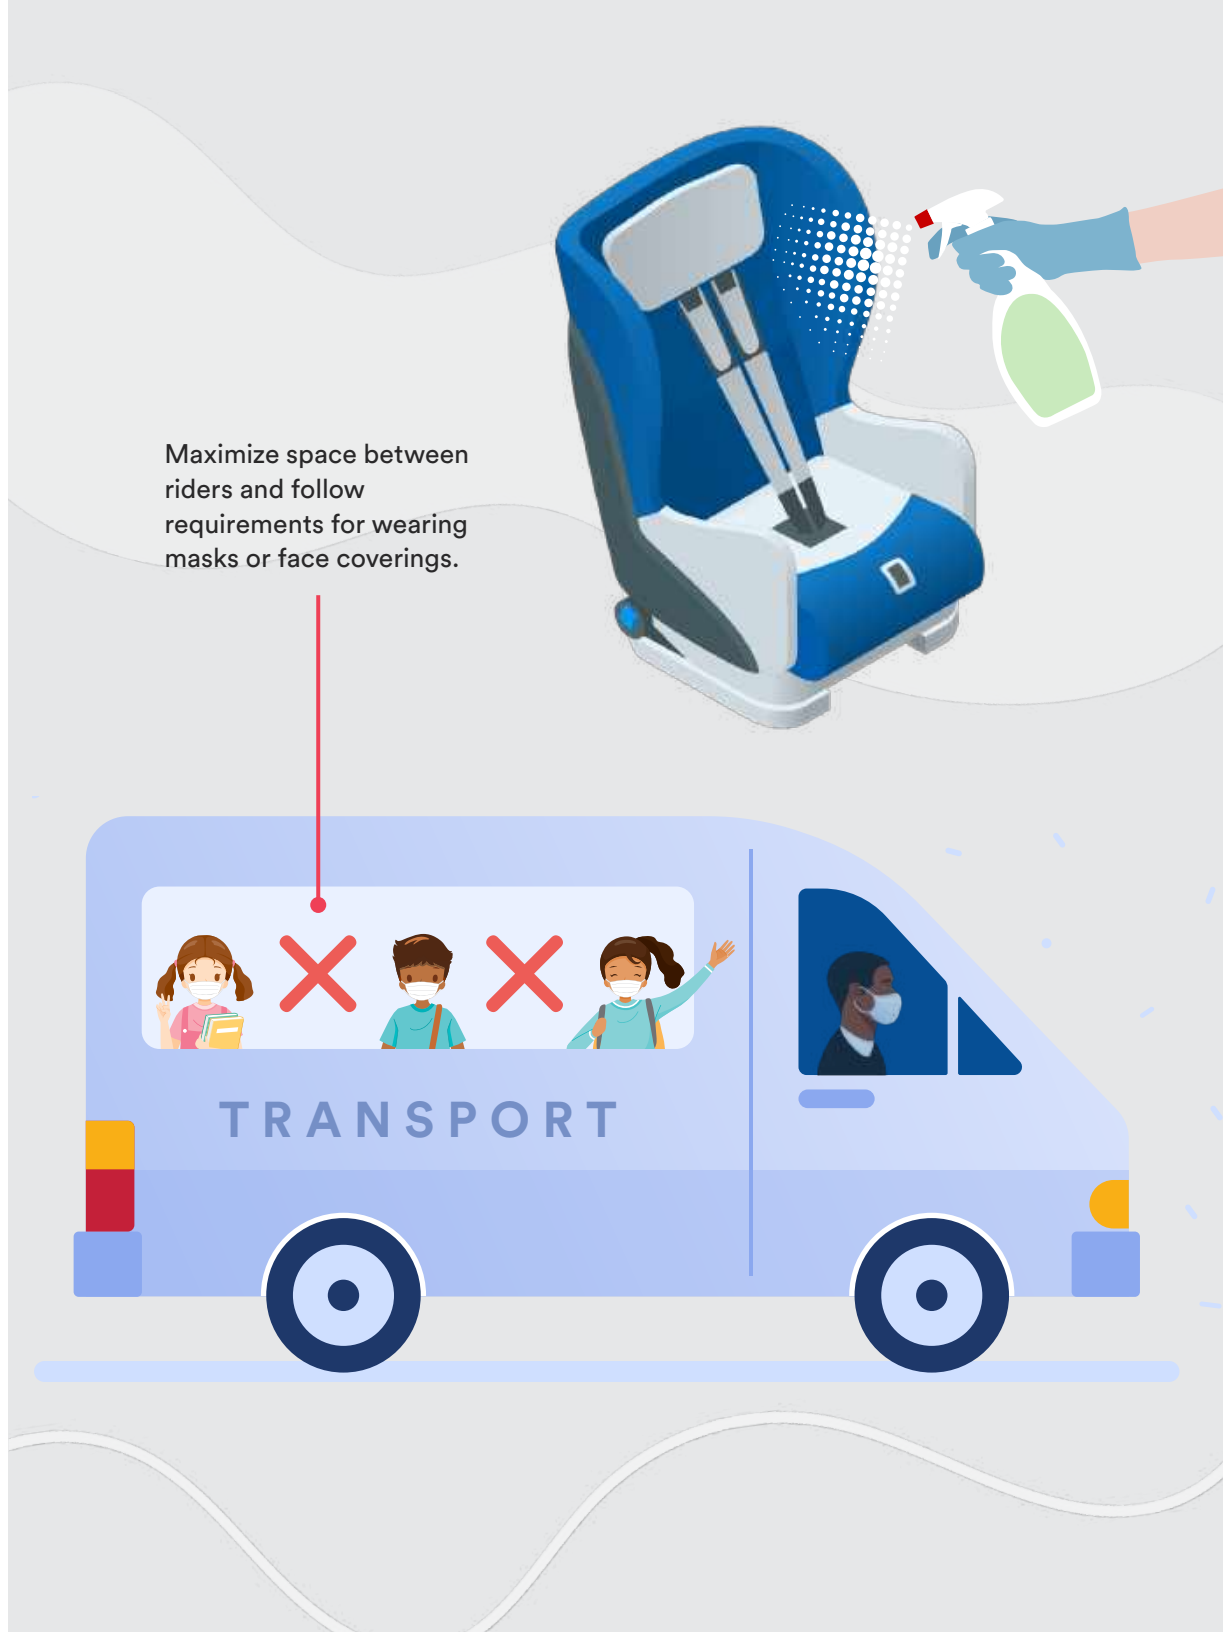 Maximize space between
riders and follow
requirements for wearing
masks or face coverings.
TRANSPORT